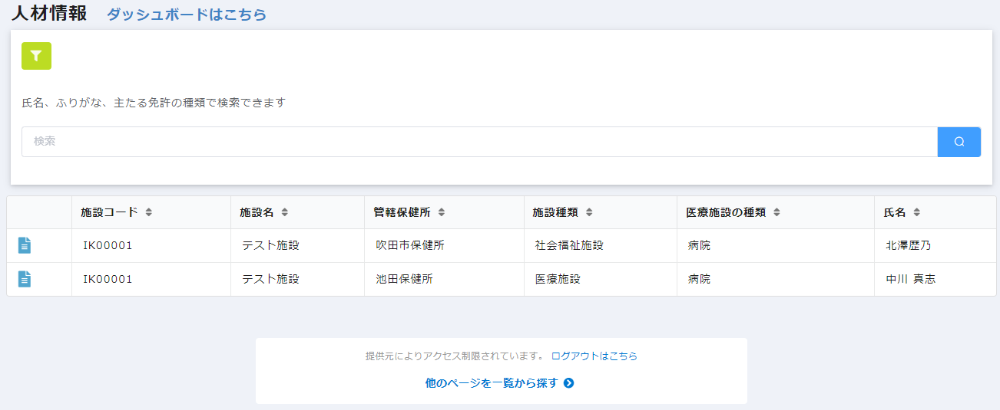 人材情報 ダッシュボードはこちら
氏名、ふりがな、主たる免許の種類で検索できます
検索
施設コード 施設名 管轄保健所 施設種類 医療施設の種類 氏名
IK00001 テスト施設 吹田市保健所 社会福祉施設 病院 北澤歴乃
IK00001 テスト施設 池田保健所 医療施設 病院 中川 真志
提供元によりアクセス制限されています。 ログアウトはこちら
他のページを一覧から探す